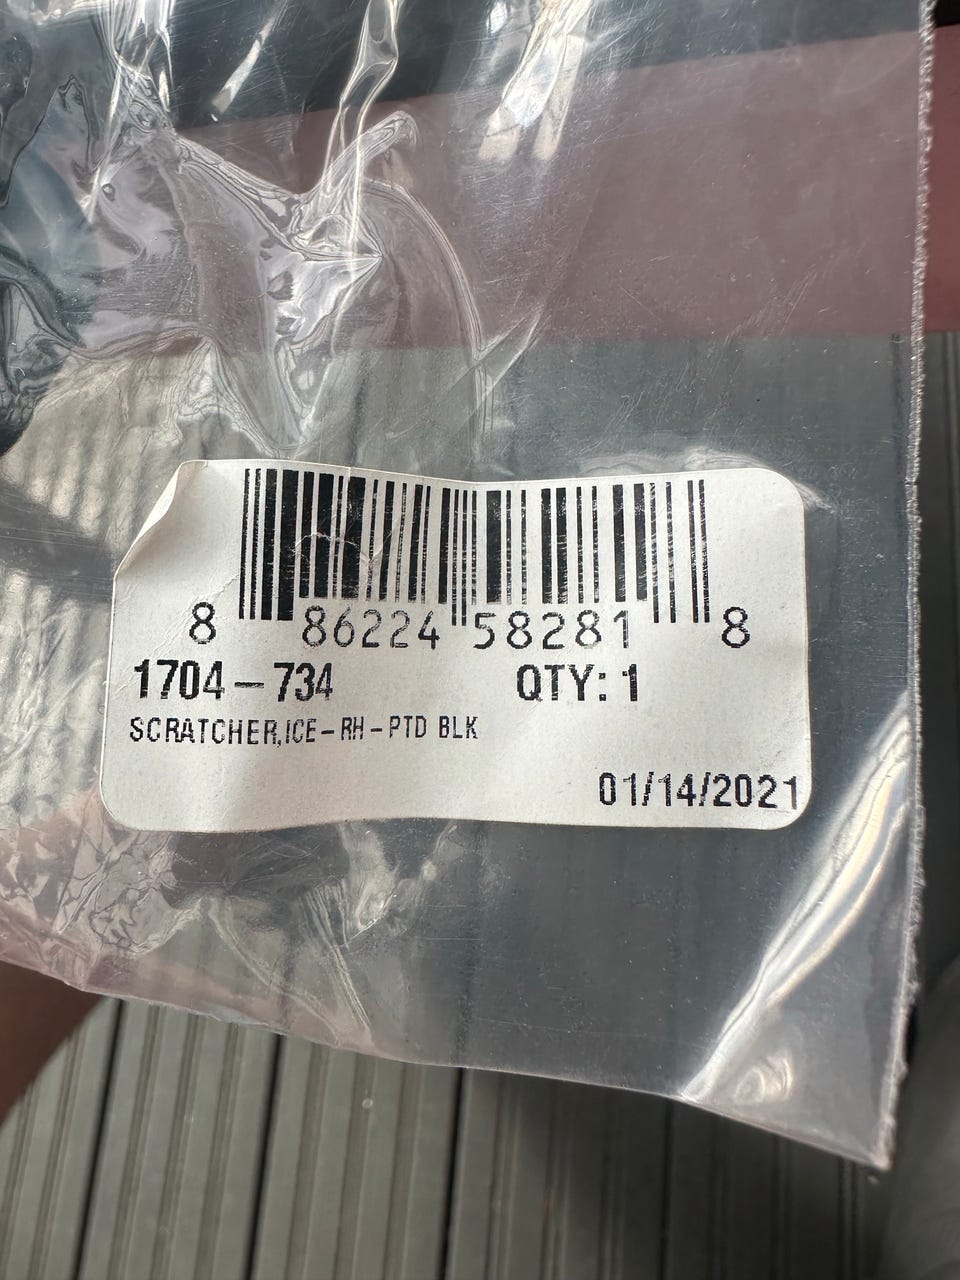 8 86224 58281 8
1704-734 QTY: 1
SCRATCHER,ICE-RH-PTD BLK
01/14/2021